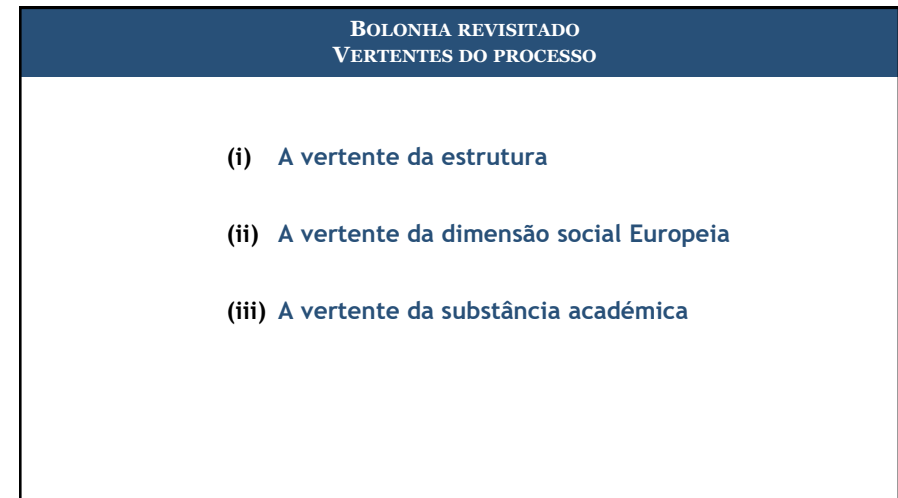 BOLONHA REVISITADO
VERTENTES DO PROCESSO
(i) A vertente da estrutura
(ii) A vertente da dimensão social Europeia
(iii) A vertente da substância académica